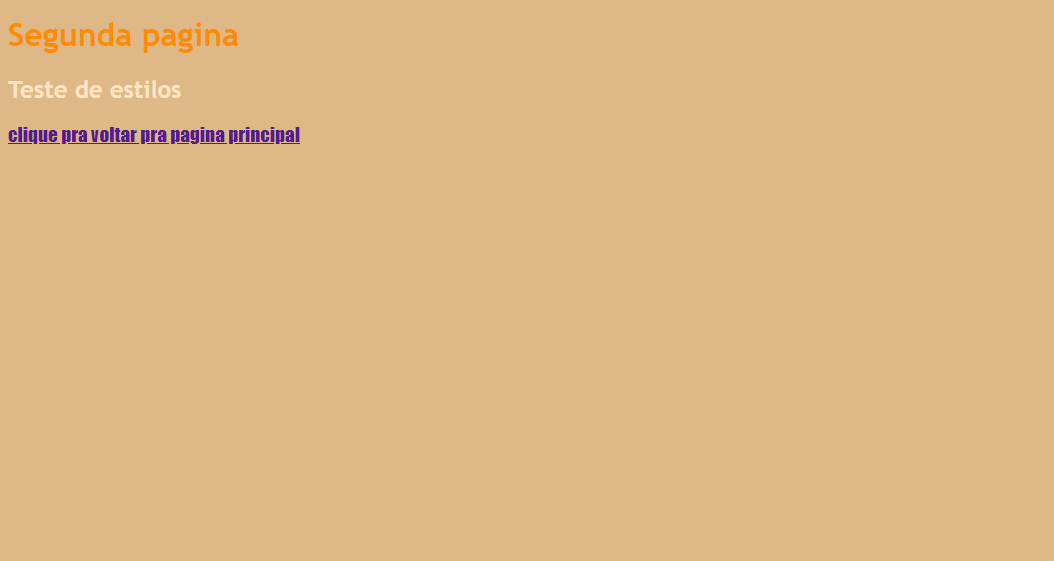 Segunda pagina
Teste de estilos
clique pra voltar pra pagina principal